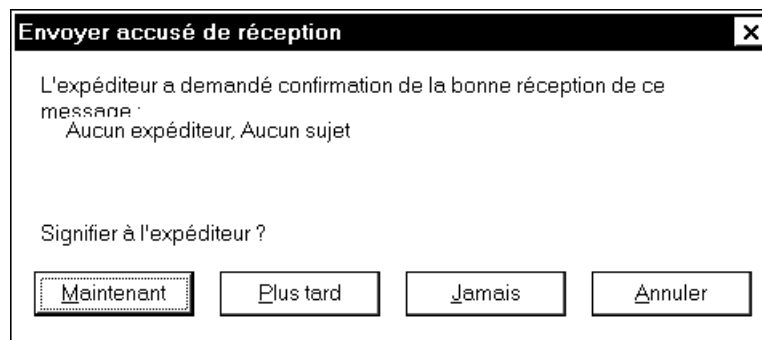 Envoyer accusé de réception
L'expéditeur a demandé confirmation de la bonne réception de ce
message :
Aucun expéditeur, Aucun sujet
Signifier à l'expéditeur ?
Maintenant Plus tard Jamais Annuler